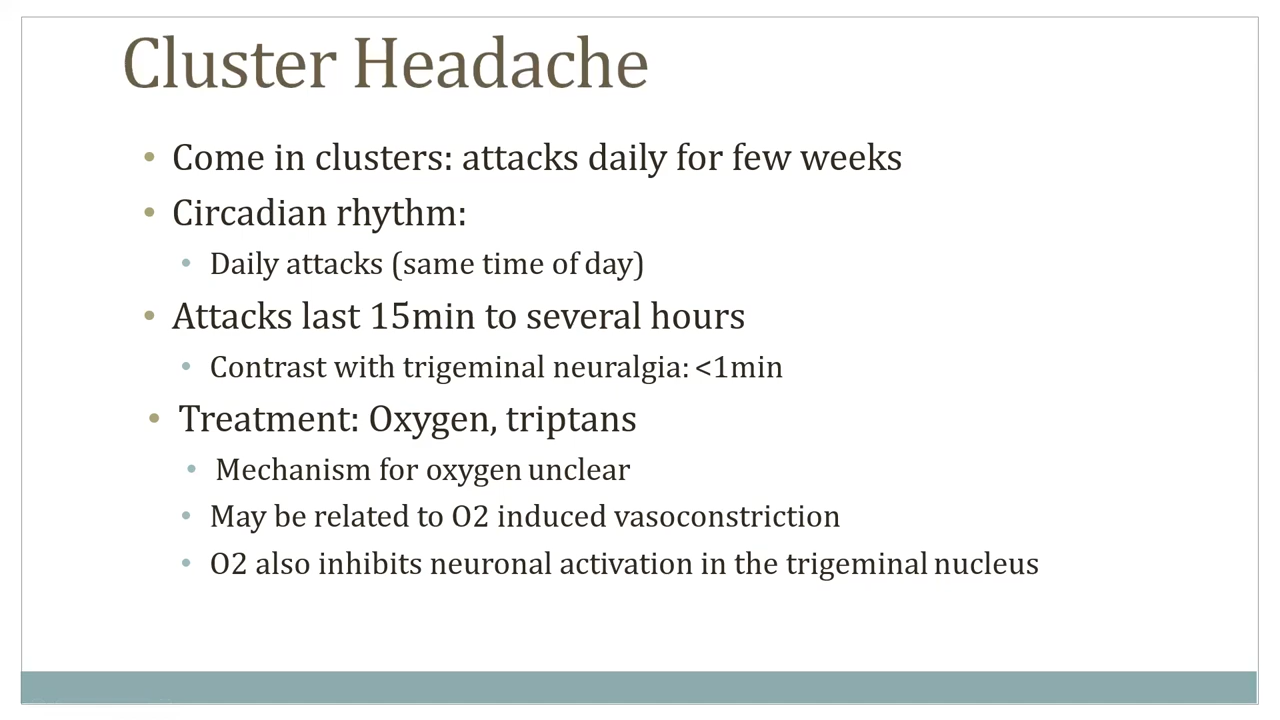 Cluster Headache
• Come in clusters: attacks daily for few weeks
• Circadian rhythm:
• Daily attacks (same time of day)
• Attacks last 15min to several hours
• Contrast with trigeminal neuralgia: <1min
• Treatment: Oxygen, triptans
• Mechanism for oxygen unclear
• May be related to O2 induced vasoconstriction
• O2 also inhibits neuronal activation in the trigeminal nucleus